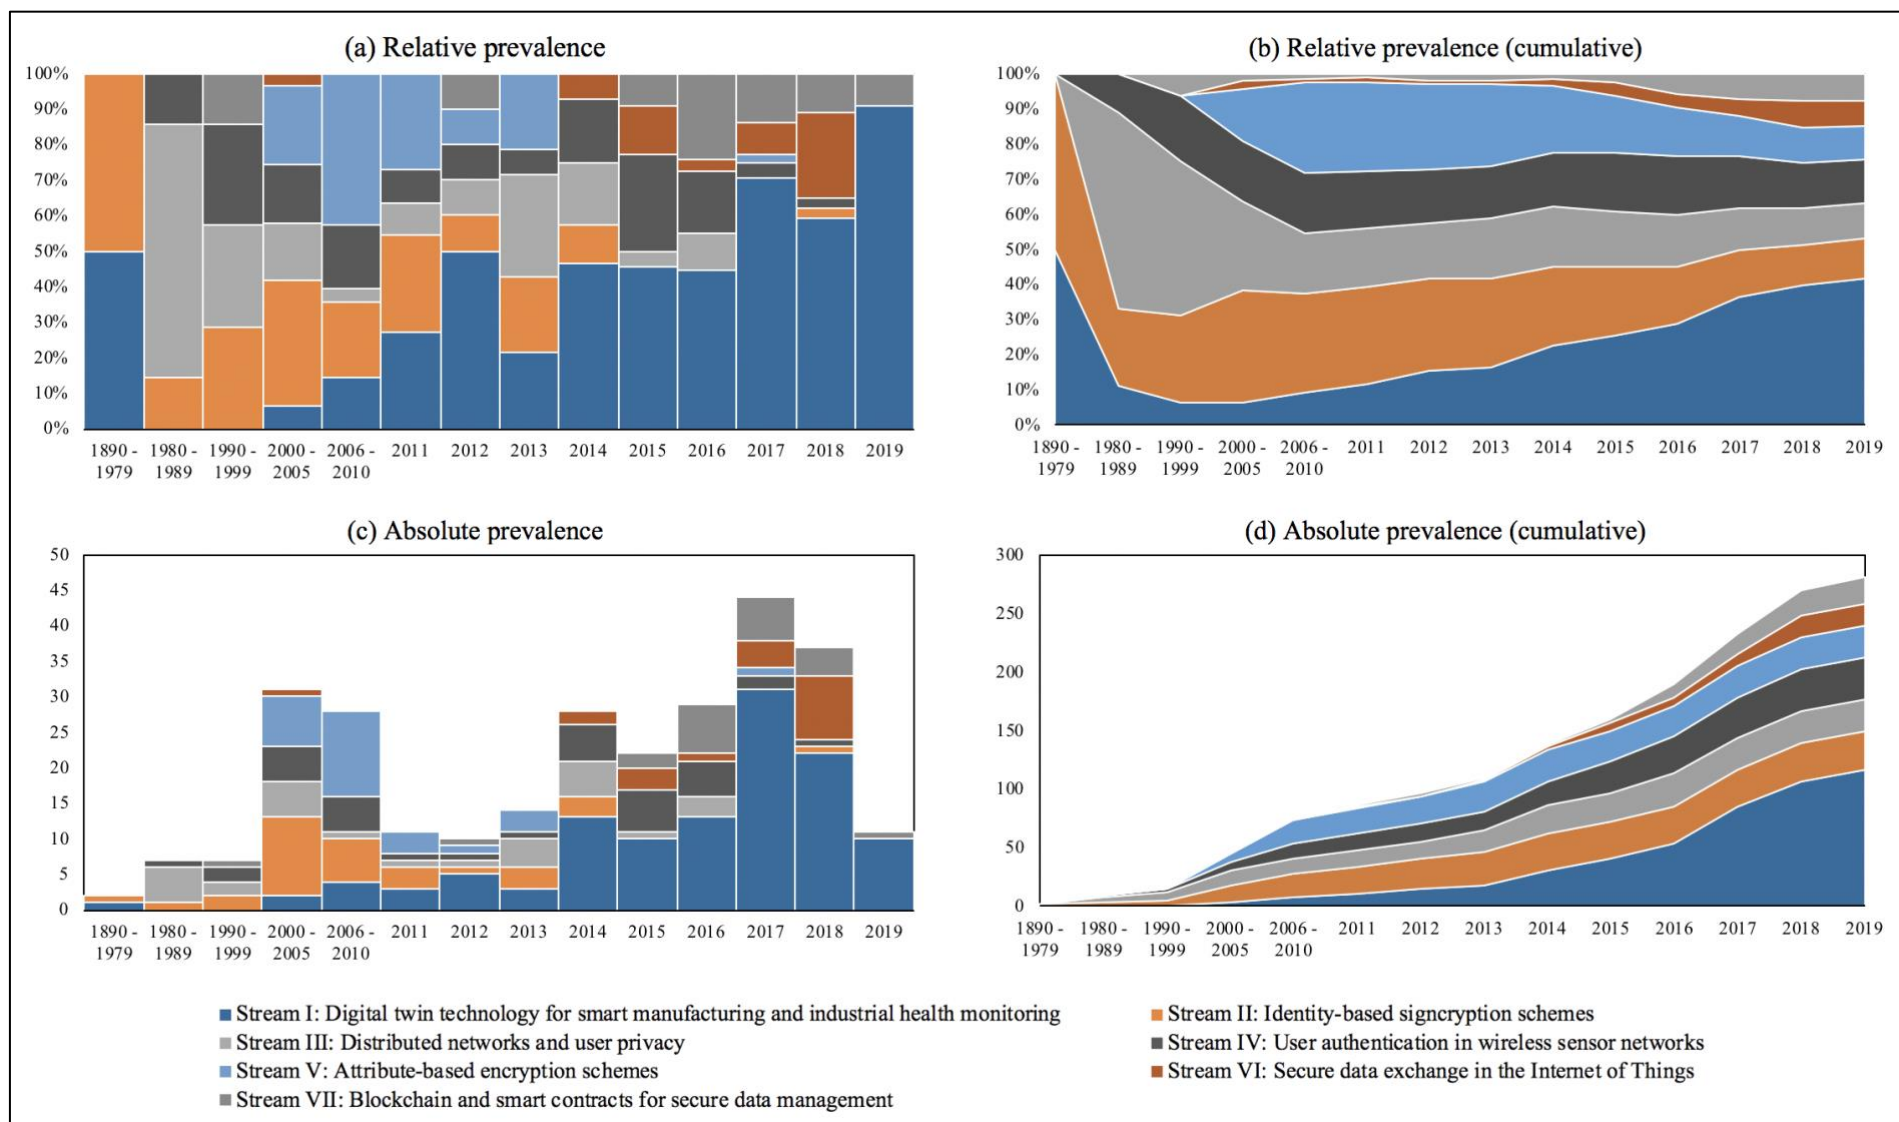 (a) Relative prevalence
100%
90%
80%
70%
60%
50%
40%
30%
20%
10%
0%
1890 - 1980 - 1990 - 2000 - 2006 - 2011 2012 2013 2014 2015 2016 2017 2018 2019
1979 1989 1999 2005 2010
(b) Relative prevalence (cumulative)
100%
90%
80%
70%
60%
50%
40%
30%
20%
10%
0%
1890 - 1980 - 1990 - 2000 - 2006 - 2011 2012 2013 2014 2015 2016 2017 2018 2019
1979 1989 1999 2005 2010
(c) Absolute prevalence
50
45
40
35
30
25
20
15
10
5
0
1890 - 1980 - 1990 - 2000 - 2006 - 2011 2012 2013 2014 2015 2016 2017 2018 2019
1979 1989 1999 2005 2010
(d) Absolute prevalence (cumulative)
300
250
200
150
100
50
0
1890 - 1980 - 1990 - 2000 - 2006 - 2011 2012 2013 2014 2015 2016 2017 2018 2019
1979 1989 1999 2005 2010
Stream I: Digital twin technology for smart manufacturing and industrial health monitoring
Stream II: Identity-based signcryption schemes
Stream III: Distributed networks and user privacy
Stream IV: User authentication in wireless sensor networks
Stream V: Attribute-based encryption schemes
Stream VI: Secure data exchange in the Internet of Things
Stream VII: Blockchain and smart contracts for secure data management